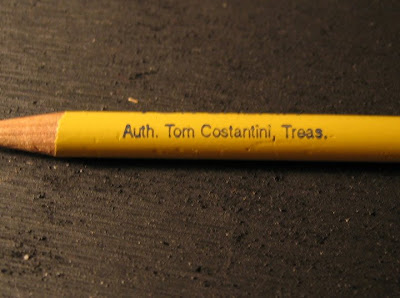 Auth. Tom Costantini, Treas.